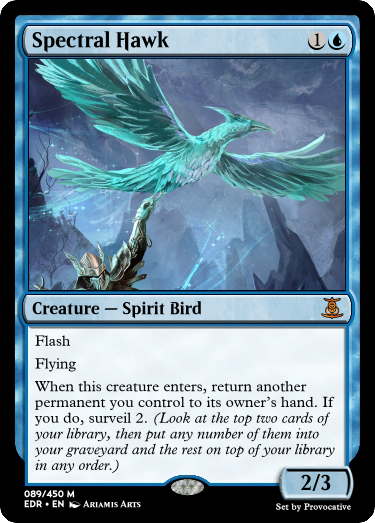 Spectral Hawk 1
Creature — Spirit Bird
Flash
Flying
When this creature enters, return another
permanent you control to its owner's hand. If
you do, surveil 2. (Look at the top two cards of
your library, then put any number of them into
your graveyard and the rest on top of your library
in any order.)
2/3
089/450 M
EDR • EN Ariamis Arts
Set by Provocative